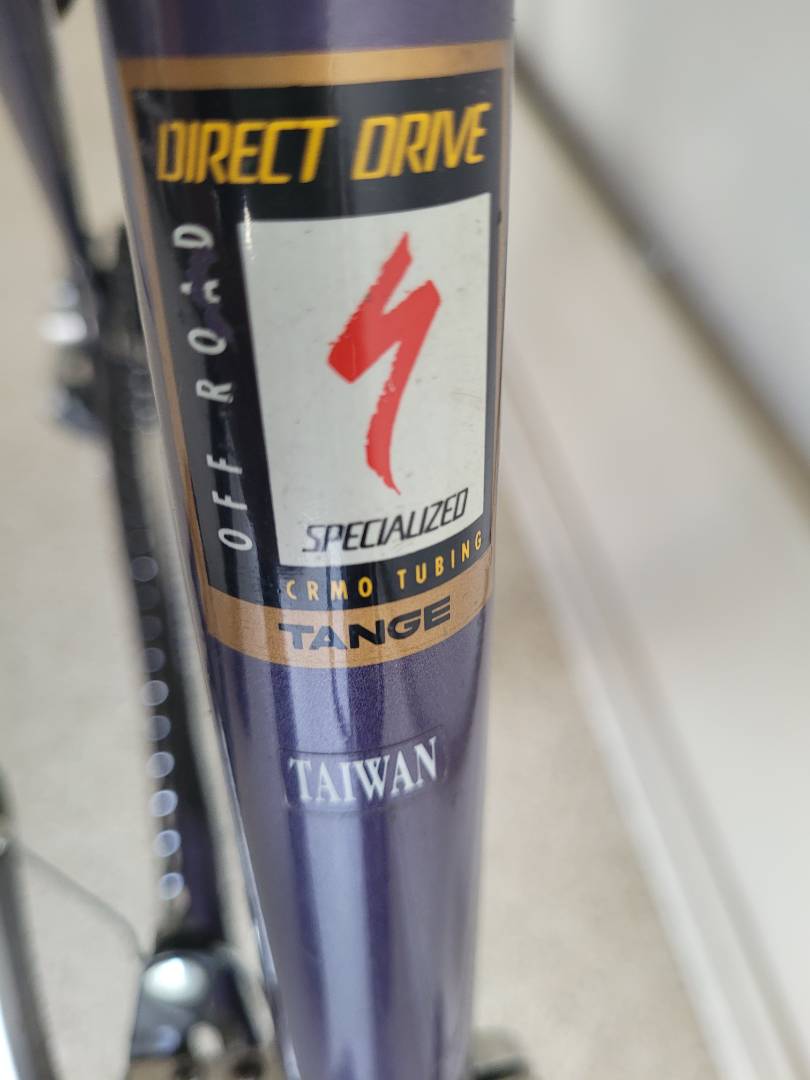 DIRECT DRIVE
OFF ROAD
SPECIALIZED
CRMO TUBING
TANGE
TAIWAN